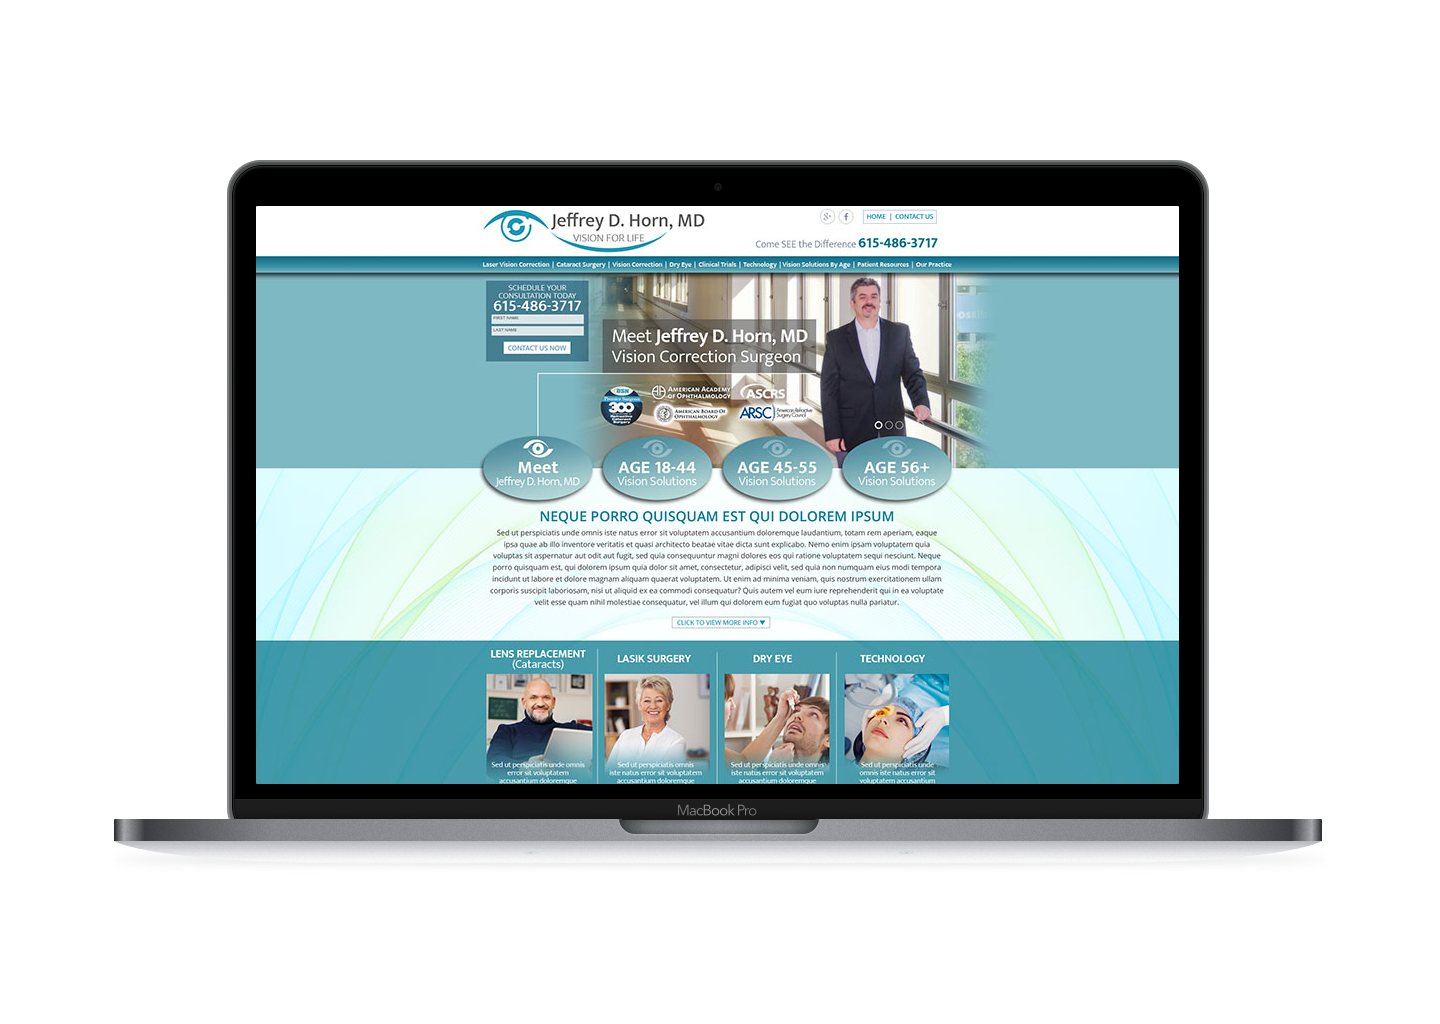 Jeffrey D. Horn, MD
VISION FOR LIFE
g+ f HOME | CONTACT US
Come SEE the Difference 615-486-3717
Laser Vision Correction | Cataract Surgery | Vision Correction | Dry Eye | Clinical Trials | Technology | Vision Solutions By Age | Patient Resources | Our Practice
SCHEDULE YOUR
CONSULTATION TODAY
615-486-3717
FIRST NAME
LAST NAME
CONTACT US NOW
Meet Jeffrey D. Horn, MD
Vision Correction Surgeon
BSN
Premier Surgeon
300
Refractive
Cataract
Surgery
AMERICAN ACADEMY
OF OPHTHALMOLOGY
ASCRS
AMERICAN BOARD OF
OPHTHALMOLOGY
ARSC American Refractive
Surgery Council
Meet
Jeffrey D. Horn, MD
AGE 18-44
Vision Solutions
AGE 45-55
Vision Solutions
AGE 56+
Vision Solutions
NEQUE PORRO QUISQUAM EST QUI DOLOREM IPSUM
Sed ut perspiciatis unde omnis iste natus error sit voluptatem accusantium doloremque laudantium, totam rem aperiam, eaque
ipsa quae ab illo inventore veritatis et quasi architecto beatae vitae dicta sunt explicabo. Nemo enim ipsam voluptatem quia
voluptas sit aspernatur aut odit aut fugit, sed quia consequuntur magni dolores eos qui ratione voluptatem sequi nesciunt. Neque
porro quisquam est, qui dolorem ipsum quia dolor sit amet, consectetur, adipisci velit, sed quia non numquam eius modi tempora
incidunt ut labore et dolore magnam aliquam quaerat voluptatem. Ut enim ad minima veniam, quis nostrum exercitationem ullam
corporis suscipit laboriosam, nisi ut aliquid ex ea commodi consequatur? Quis autem vel eum iure reprehenderit qui in ea voluptate
velit esse quam nihil molestiae consequatur, vel illum qui dolorem eum fugiat quo voluptas nulla pariatur.
CLICK TO VIEW MORE INFO
LENS REPLACEMENT
(Cataracts)
Sed ut perspiciatis unde omnis
error sit voluptatem
accusantium doloremque
LASIK SURGERY
Sed ut perspiciatis omnis
iste natus error sit voluptatem
accusantium doloremque
DRY EYE
Sed ut perspiciatis unde omnis
iste natus error sit voluptatem
accusantium doloremque
TECHNOLOGY
Sed ut perspiciatis unde
omnis iste natus error sit
voluptatem accusantium
MacBook Pro